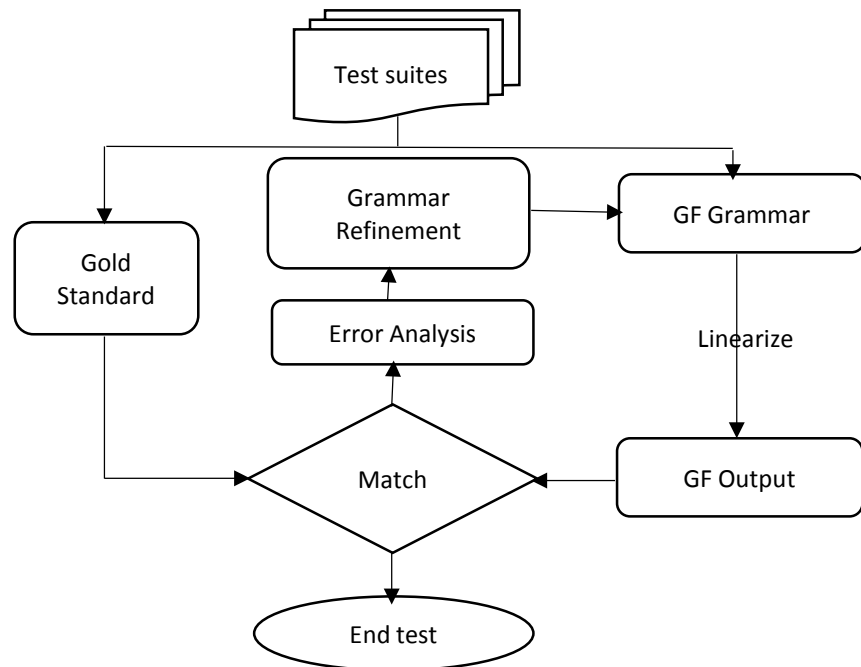 Test suites
Grammar
Refinement
GF Grammar
Gold
Standard
Error Analysis
Linearize
Match
GF Output
End test